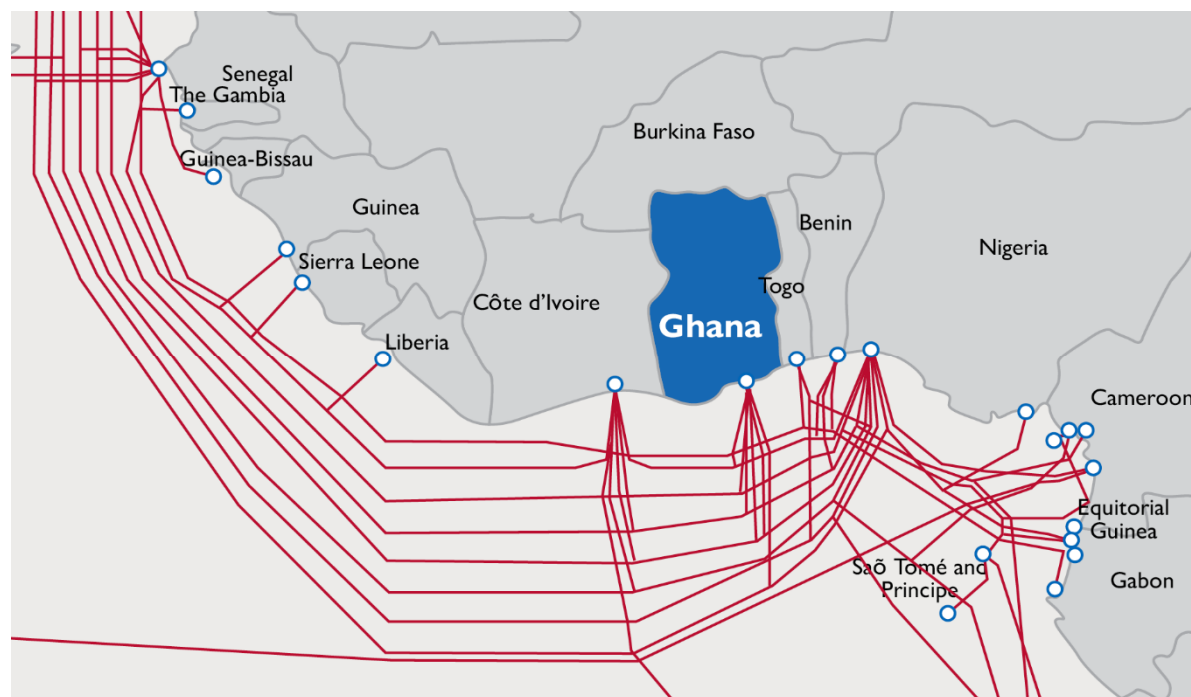 Senegal
The Gambia
Guinea-Bissau
Guinea
Sierra Leone
Liberia
Côte d'Ivoire
Burkina Faso
Ghana
Togo
Benin
Nigeria
Cameroon
Equitorial
Guinea
Saõ Tomé and
Principe
Gabon